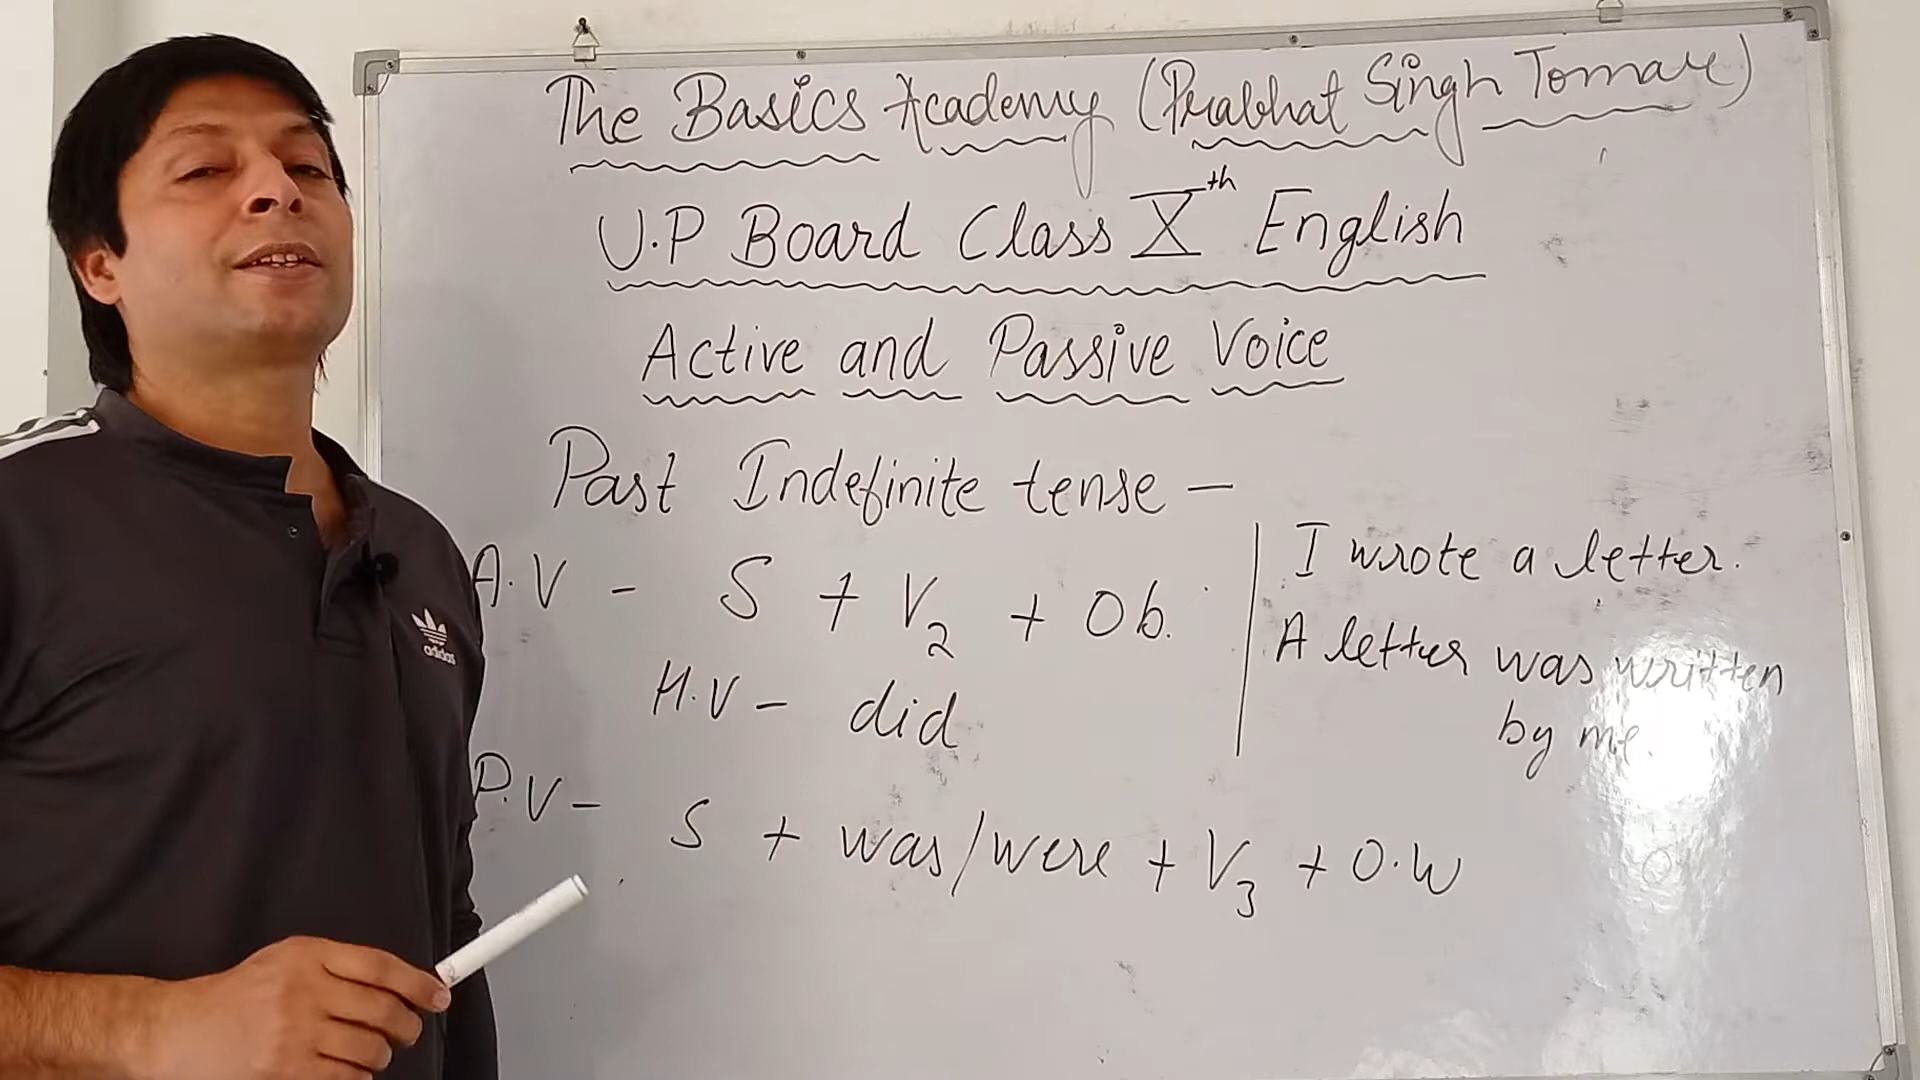 The Basics Academy (Prabhat Singh Tomar)
U.P Board Class Xth English
Active and Passive Voice
Past Indefinite tense –
A.V – S + V2 + Ob.
H.V – did
P.V – S + was/were + V3 + O.W
I wrote a letter.
A letter was written
by me.
adidas